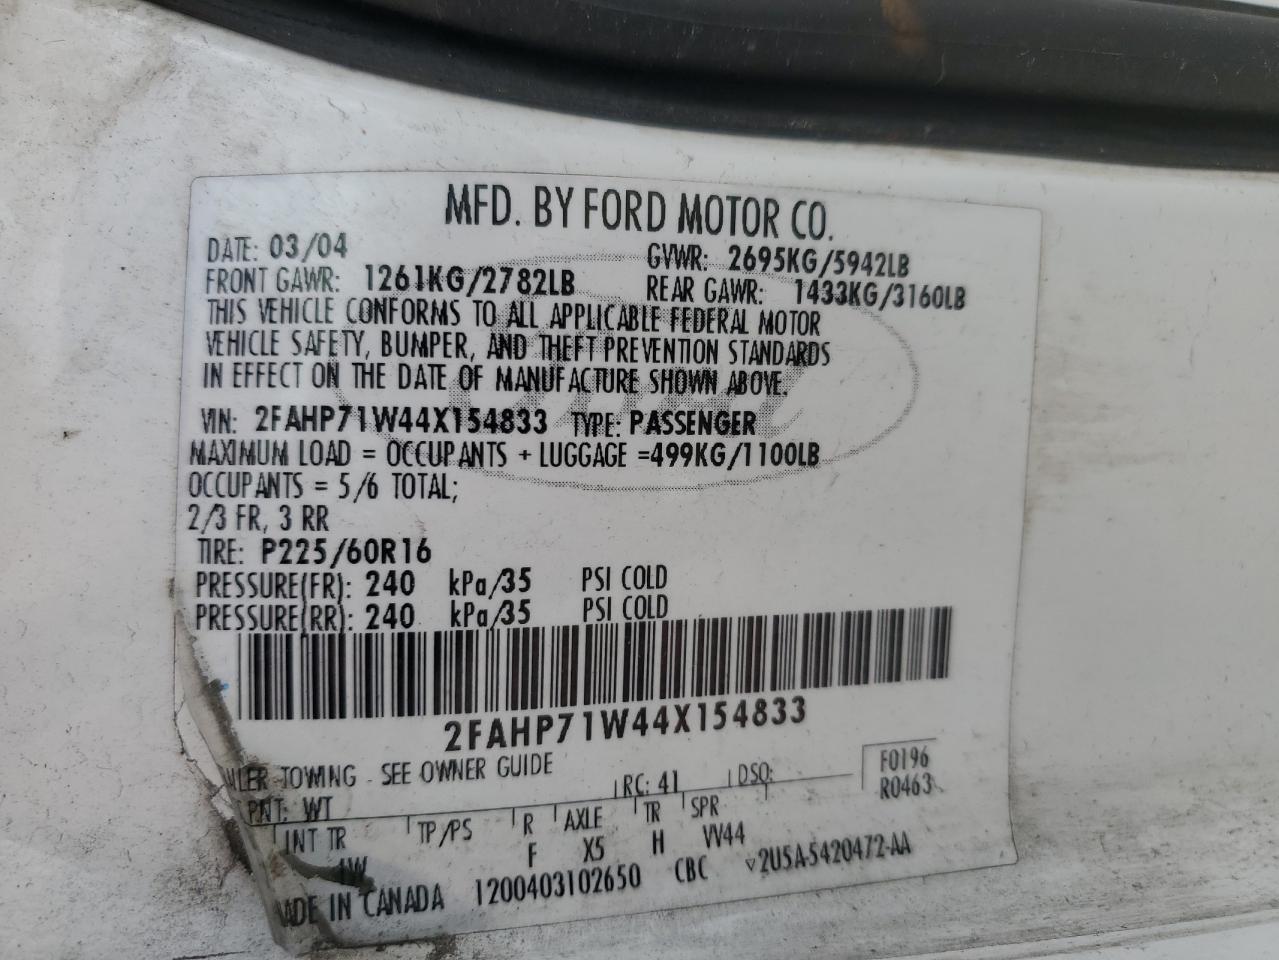 MFD. BY FORD MOTOR CO.
DATE: 03/04 GVWR: 2695KG/5942LB
FRONT GAWR: 1261KG/2782LB REAR GAWR: 1433KG/3160LB
THIS VEHICLE CONFORMS TO ALL APPLICABLE FEDERAL MOTOR
VEHICLE SAFETY, BUMPER, AND THEFT PREVENTION STANDARDS
IN EFFECT ON THE DATE OF MANUFACTURE SHOWN ABOVE.
VIN: 2FAHP71W44X154833 TYPE: PASSENGER
MAXIMUM LOAD = OCCUPANTS + LUGGAGE =499KG/1100LB
OCCUPANTS = 5/6 TOTAL;
2/3 FR, 3 RR
TIRE: P225/60R16
PRESSURE(FR): 240 kPa/35 PSI COLD
PRESSURE(RR): 240 kPa/35 PSI COLD
2FAHP71W44X154833
TOWING - SEE OWNER GUIDE
PNT: WT RC: 41 DSO: F0196
R0463
INT TR TP/PS R AXLE TR SPR
F X5 H VV44
MADE IN CANADA 1200403102650 CBC 2U5A-5420472-AA